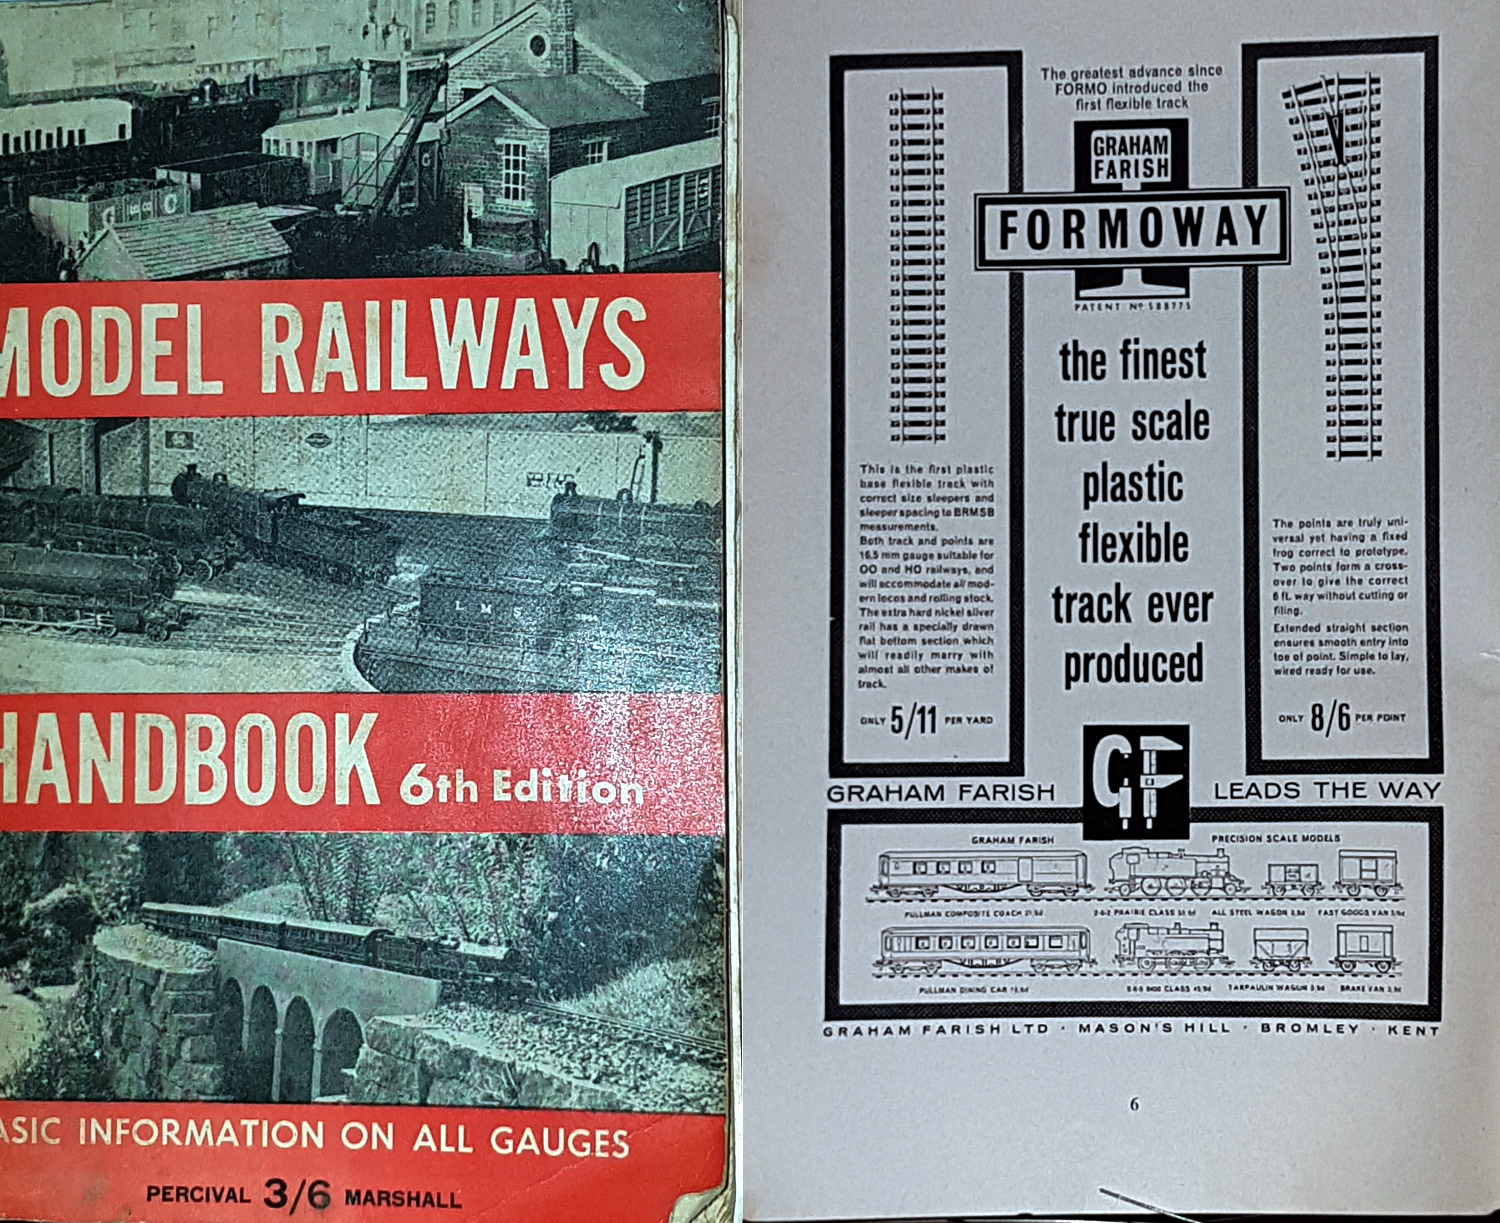 MODEL RAILWAYS
L M S
HANDBOOK 6th Edition
BASIC INFORMATION ON ALL GAUGES
PERCIVAL 3/6 MARSHALL
The greatest advance since
FORMO introduced the
first flexible track
GRAHAM
FARISH
FORMOWAY
PATENT No 588775
the finest
true scale
plastic
flexible
track ever
produced
This is the first plastic
base flexible track with
correct size sleepers and
sleeper spacing to BRMSB
measurements.
Both track and points are
16.5 mm gauge suitable for
OO and HO railways, and
will accommodate all mod-
ern locos and rolling stock.
The extra hard nickel silver
rail has a specially drawn
flat bottom section which
will readily marry with
almost all other makes of
track.
ONLY 5/11 PER YARD
The points are truly uni-
versal yet having a fixed
frog correct to prototype.
Two points form a cross-
over to give the correct
6 ft. way without cutting or
filing.
Extended straight section
ensures smooth entry into
toe of point. Simple to lay,
wired ready for use.
ONLY 8/6 PER POINT
GF
GRAHAM FARISH LEADS THE WAY
GRAHAM FARISH PRECISION SCALE MODELS
PULLMAN COMPOSITE COACH 2-6-2 PRAIRIE CLASS ALL STEEL WAGON FAST GOODS VAN
PULLMAN DINING CAR CLASS TARPAULIN WAGON BRAKE VAN
GRAHAM FARISH LTD · MASON'S HILL · BROMLEY · KENT
6